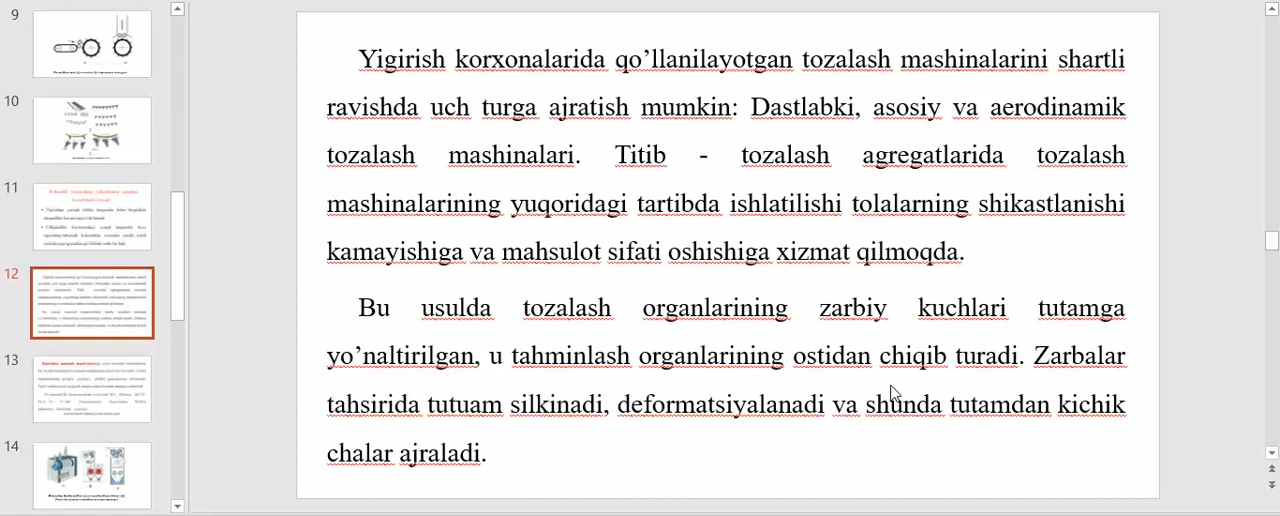 9
10
11
12
13
14
Yigirish korxonalarida qo’llanilayotgan tozalash mashinalarini shartli
ravishda uch turga ajratish mumkin: Dastlabki, asosiy va aerodinamik
tozalash mashinalari. Titib - tozalash agregatlarida tozalash
mashinalarining yuqoridagi tartibda ishlatilishi tolalarning shikastlanishi
kamayishiga va mahsulot sifati oshishiga xizmat qilmoqda.
Bu usulda tozalash organlarining zarbiy kuchlari tutamga
yo’naltirilgan, u tahminlash organlarining ostidan chiqib turadi. Zarbalar
tahsirida tutuam silkinadi, deformatsiyalanadi va shunda tutamdan kichik
chalar ajraladi.